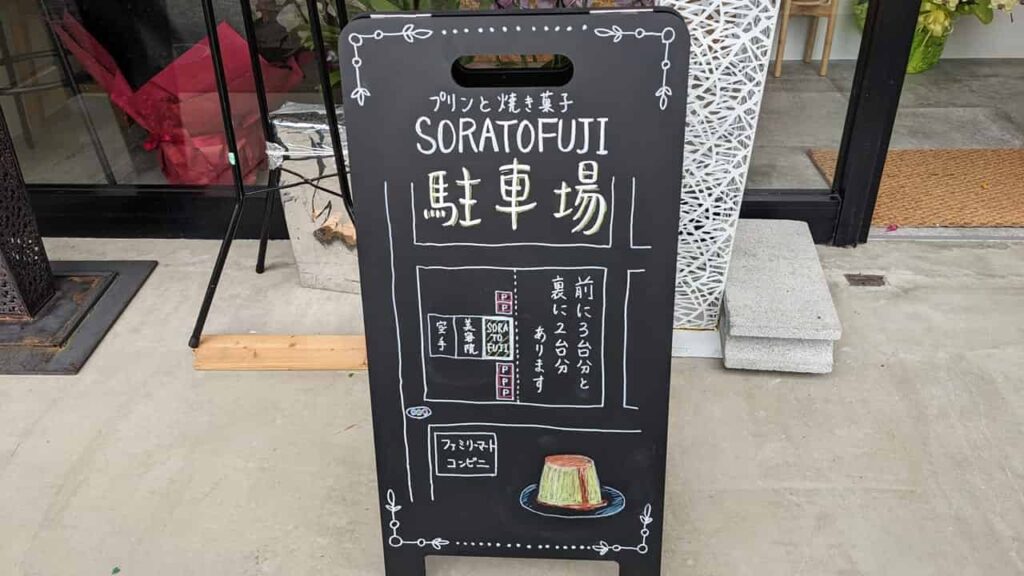 プリンと焼き菓子
SORATOFUJI
駐車場
前に3台分と
裏に2台分
あります
P
P
空手
美容院
SORA
TO
FUJI
P
P
P
ファミリーマート
コンビニ